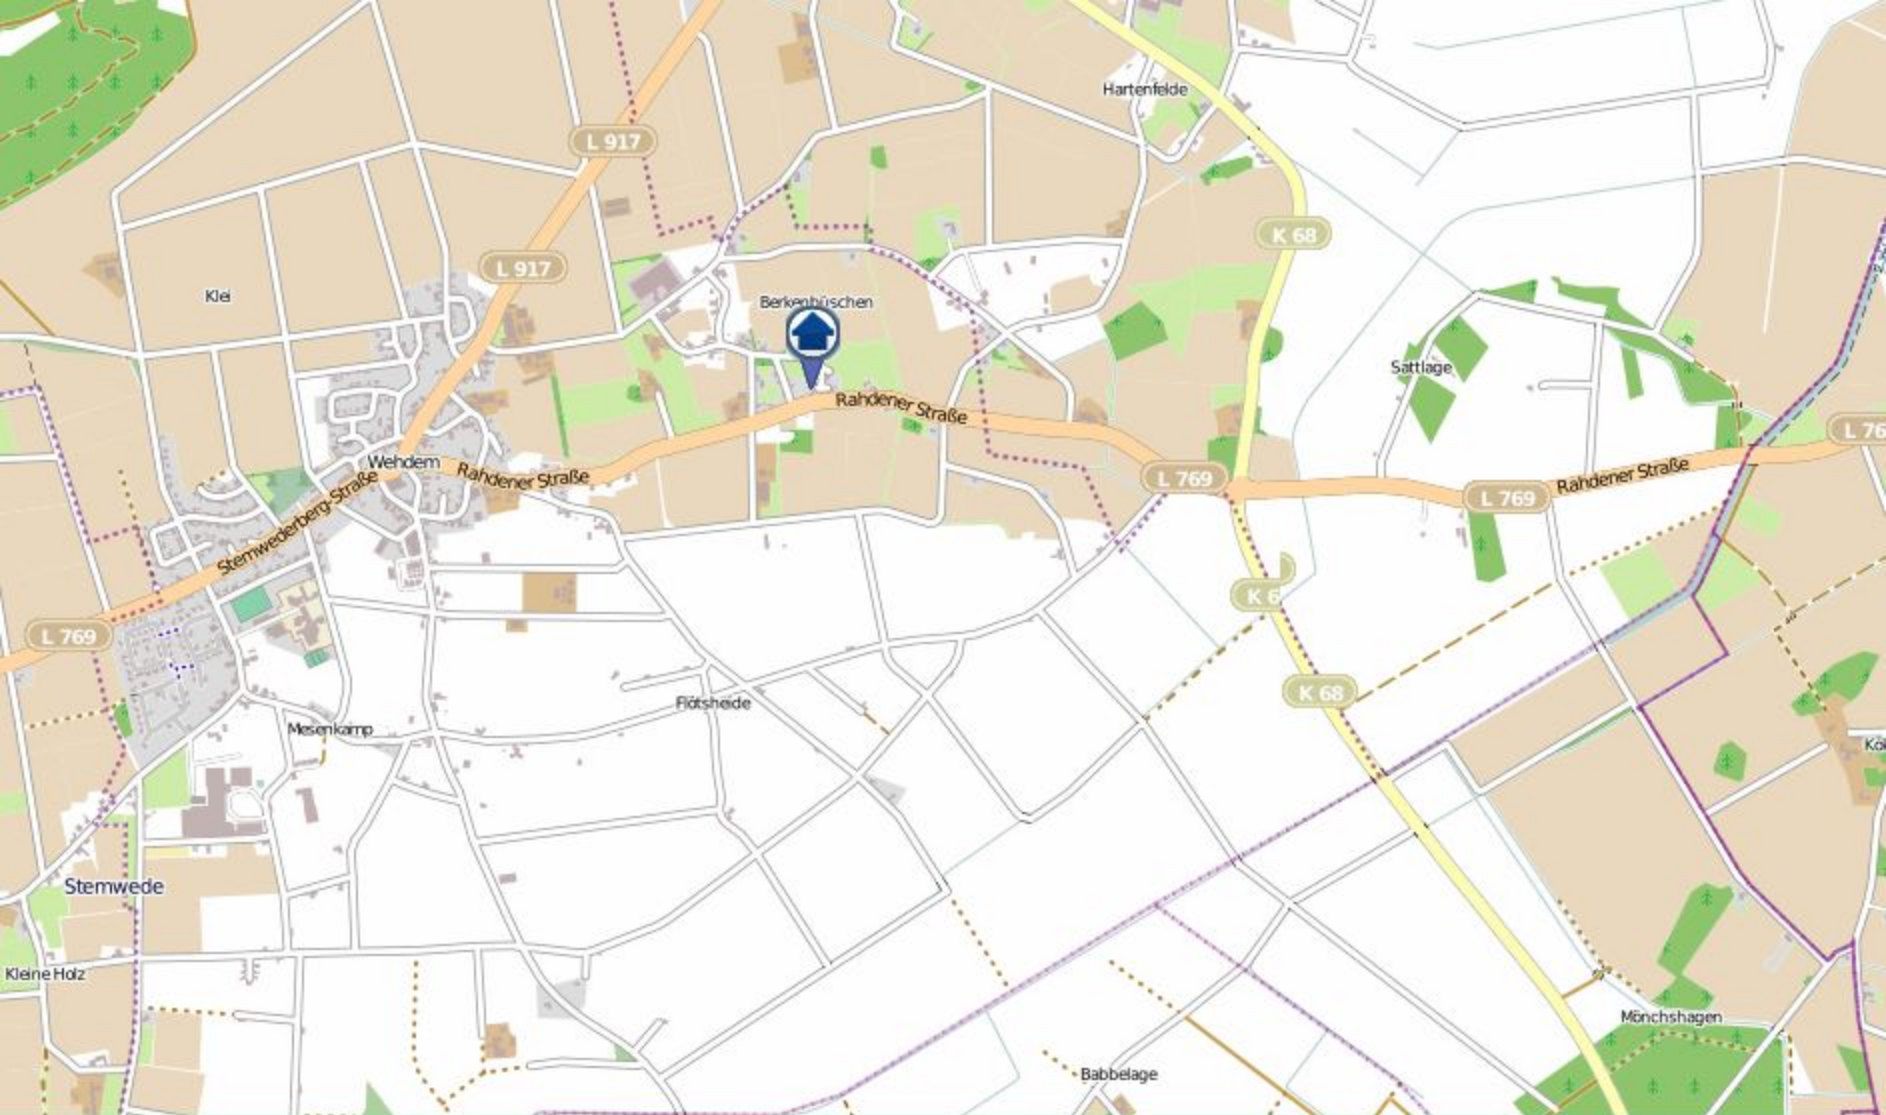 Hartenfelde
L 917
K 68
L 917
Klei
Berkenbüschen
Sattlage
Rahdener Straße
L 76
Wehdem
Rahdener Straße
L 769
Rahdener Straße
L 769
Stemwederberg-Straße
K 6
L 769
K 68
Flötsheide
Mesenkamp
Kök
Stemwede
Kleine Holz
Mönchshagen
Babbelage